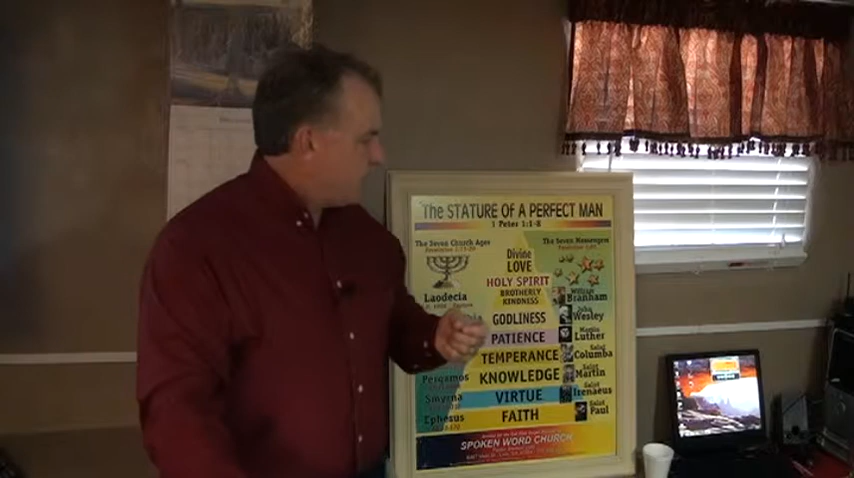 The STATURE OF A PERFECT MAN
1 Peter 1:1-8
The Seven Church Ages
The Seven Messengers
Divine
LOVE
HOLY SPIRIT
BROTHERLY
KINDNESS
GODLINESS
PATIENCE
TEMPERANCE
KNOWLEDGE
VIRTUE
FAITH
Laodecia
Pergamos
Smyrna
Ephesus
William
Branham
John
Wesley
Martin
Luther
Saint
Columba
Saint
Martin
Saint
Irenaeus
Saint
Paul
SPOKEN WORD CHURCH